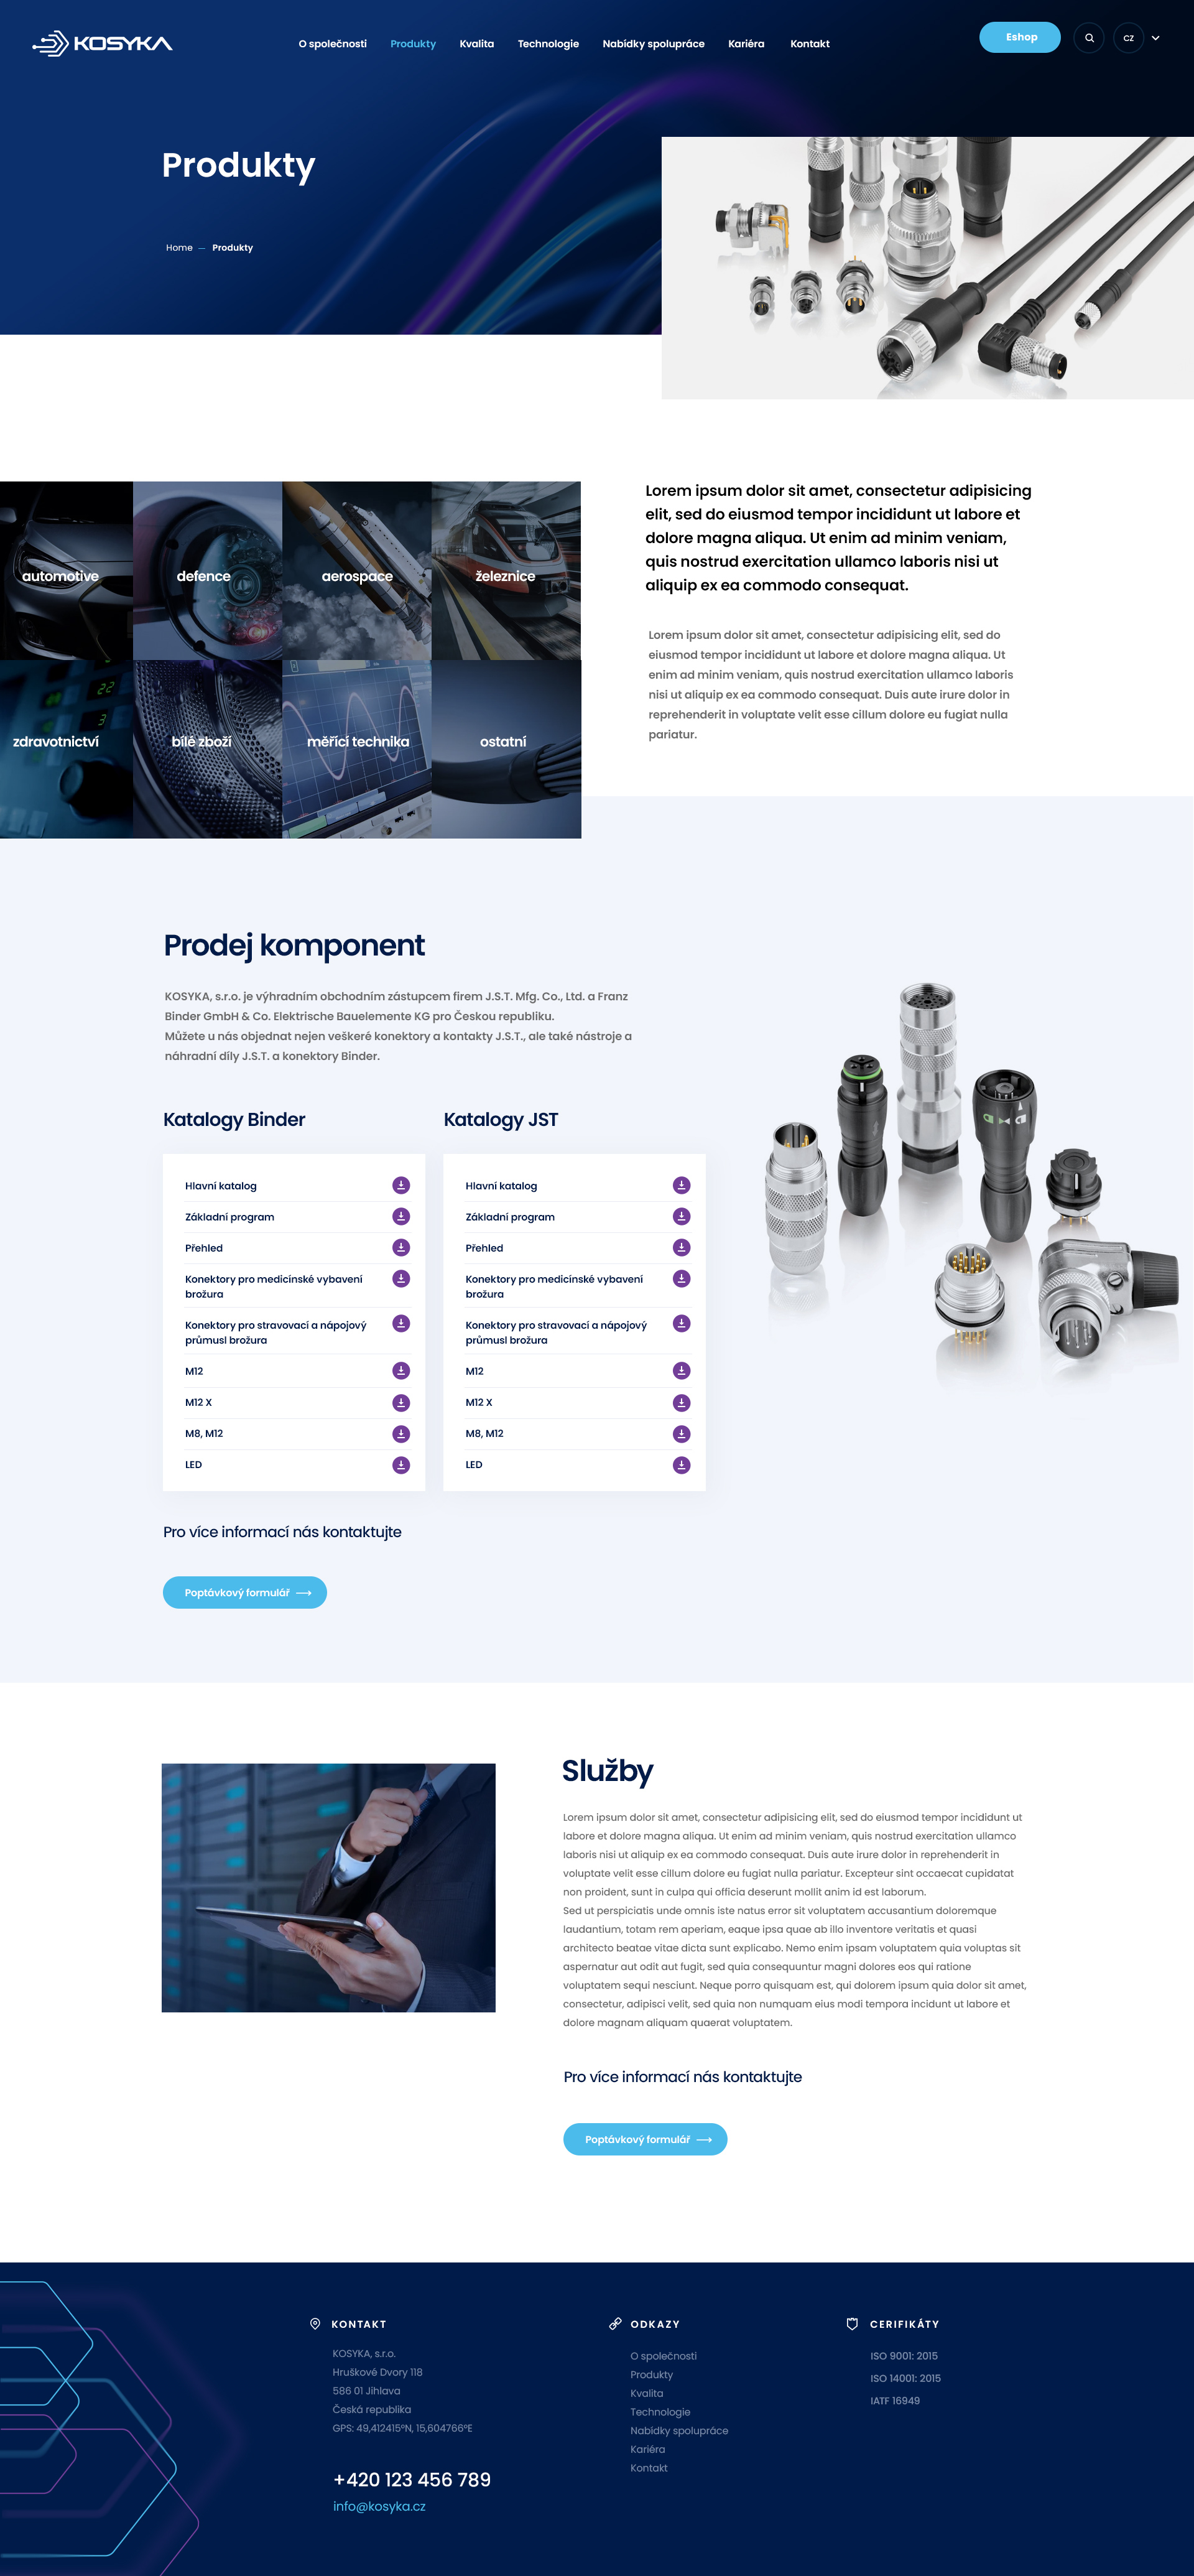 KOSYKA
O společnosti
Produkty
Kvalita
Technologie
Nabídky spolupráce
Kariéra
Kontakt
Eshop
CZ
Produkty
Home — Produkty
automotive
defence
aerospace
železnice
zdravotnictví
bílé zboží
měřící technika
ostatní
Lorem ipsum dolor sit amet, consectetur adipisicing
elit, sed do eiusmod tempor incididunt ut labore et
dolore magna aliqua. Ut enim ad minim veniam,
quis nostrud exercitation ullamco laboris nisi ut
aliquip ex ea commodo consequat.
Lorem ipsum dolor sit amet, consectetur adipisicing elit, sed do
eiusmod tempor incididunt ut labore et dolore magna aliqua. Ut
enim ad minim veniam, quis nostrud exercitation ullamco laboris
nisi ut aliquip ex ea commodo consequat. Duis aute irure dolor in
reprehenderit in voluptate velit esse cillum dolore eu fugiat nulla
pariatur.
Prodej komponent
KOSYKA, s.r.o. je výhradním obchodním zástupcem firem J.S.T. Mfg. Co., Ltd. a Franz
Binder GmbH & Co. Elektrische Bauelemente KG pro Českou republiku.
Můžete u nás objednat nejen veškeré konektory a kontakty J.S.T., ale také nástroje a
náhradní díly J.S.T. a konektory Binder.
Katalogy Binder
Hlavní katalog
Základní program
Přehled
Konektory pro medicínské vybavení
brožura
Konektory pro stravovací a nápojový
průmusl brožura
M12
M12 X
M8, M12
LED
Katalogy JST
Hlavní katalog
Základní program
Přehled
Konektory pro medicínské vybavení
brožura
Konektory pro stravovací a nápojový
průmusl brožura
M12
M12 X
M8, M12
LED
Pro více informací nás kontaktujte
Poptávkový formulář
Služby
Lorem ipsum dolor sit amet, consectetur adipisicing elit, sed do eiusmod tempor incididunt ut
labore et dolore magna aliqua. Ut enim ad minim veniam, quis nostrud exercitation ullamco
laboris nisi ut aliquip ex ea commodo consequat. Duis aute irure dolor in reprehenderit in
voluptate velit esse cillum dolore eu fugiat nulla pariatur. Excepteur sint occaecat cupidatat
non proident, sunt in culpa qui officia deserunt mollit anim id est laborum.
Sed ut perspiciatis unde omnis iste natus error sit voluptatem accusantium doloremque
laudantium, totam rem aperiam, eaque ipsa quae ab illo inventore veritatis et quasi
architecto beatae vitae dicta sunt explicabo. Nemo enim ipsam voluptatem quia voluptas sit
aspernatur aut odit aut fugit, sed quia consequuntur magni dolores eos qui ratione
voluptatem sequi nesciunt. Neque porro quisquam est, qui dolorem ipsum quia dolor sit amet,
consectetur, adipisci velit, sed quia non numquam eius modi tempora incidunt ut labore et
dolore magnam aliquam quaerat voluptatem.
Pro více informací nás kontaktujte
Poptávkový formulář
KONTAKT
KOSYKA, s.r.o.
Hruškové Dvory 118
586 01 Jihlava
Česká republika
GPS: 49,412415°N, 15,604766°E
+420 123 456 789
info@kosyka.cz
ODKAZY
O společnosti
Produkty
Kvalita
Technologie
Nabídky spolupráce
Kariéra
Kontakt
CERIFIKÁTY
ISO 9001: 2015
ISO 14001: 2015
IATF 16949